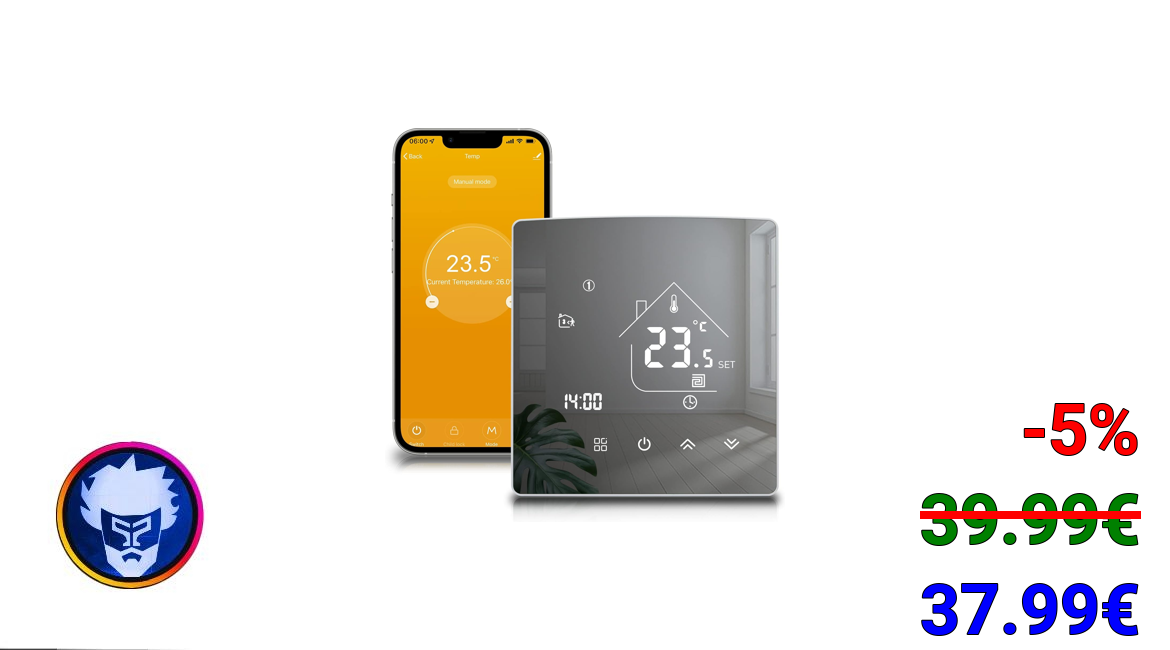 06:00
Back
Temp
Manual mode
23.5 °C
Current Temperature: 26.0
1
23.5 °C
SET
14:00
-5%
39.99€
37.99€